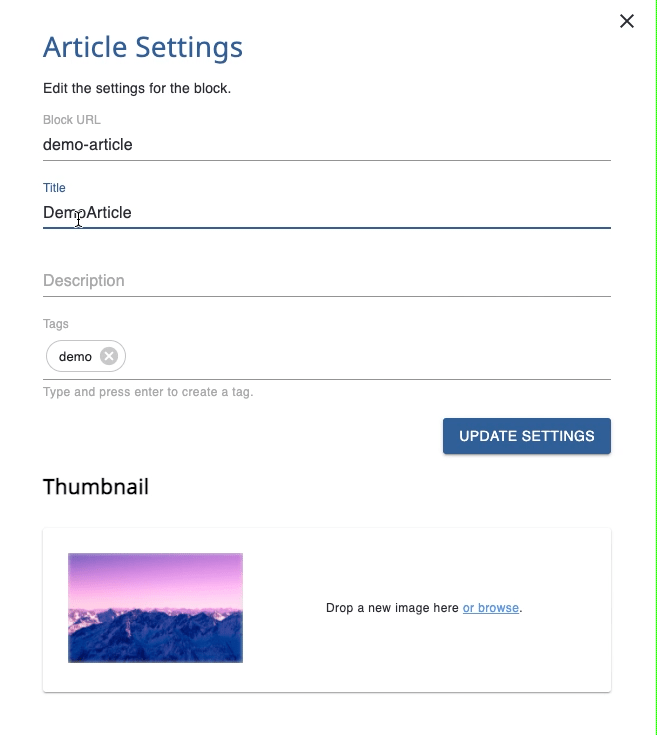 Article Settings
Edit the settings for the block.
Block URL
demo-article
Title
DemoArticle
Description
Tags
demo
Type and press enter to create a tag.
UPDATE SETTINGS
Thumbnail
Drop a new image here or browse.